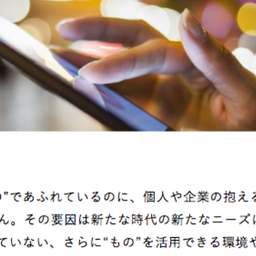 ”であふれているのに、個人や企業の抱える
ん。その要因は新たな時代の新たなニーズに
ていない、さらに“もの”を活用できる環境や